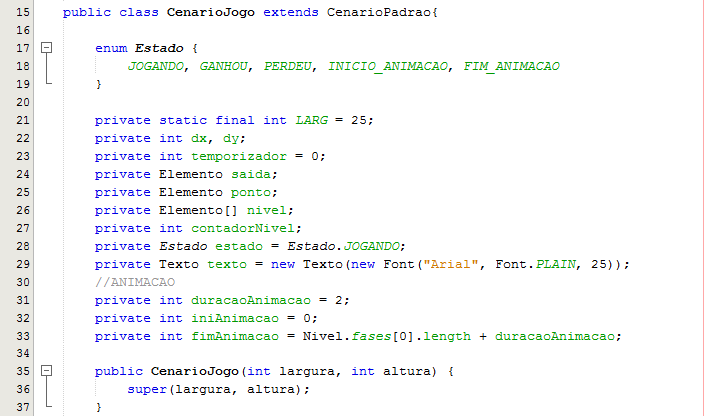 15 public class CenarioJogo extends CenarioPadrao{
16
17 enum Estado {
18 JOGANDO, GANHOU, PERDEU, INICIO_ANIMACAO, FIM_ANIMACAO
19 }
20
21 private static final int LARG = 25;
22 private int dx, dy;
23 private int temporizador = 0;
24 private Elemento saida;
25 private Elemento ponto;
26 private Elemento[] nivel;
27 private int contadorNivel;
28 private Estado estado = Estado.JOGANDO;
29 private Texto texto = new Texto(new Font("Arial", Font.PLAIN, 25));
30 //ANIMACAO
31 private int duracaoAnimacao = 2;
32 private int iniAnimacao = 0;
33 private int fimAnimacao = Nivel.fases[0].length + duracaoAnimacao;
34
35 public CenarioJogo(int largura, int altura) {
36 super(largura, altura);
37 }